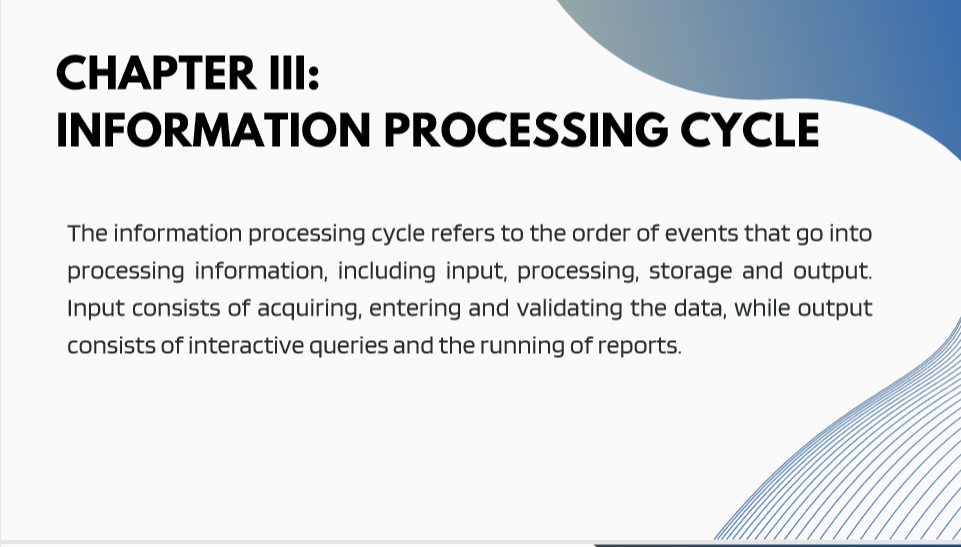 CHAPTER III:
INFORMATION PROCESSING CYCLE
The information processing cycle refers to the order of events that go into
processing information, including input, processing, storage and output.
Input consists of acquiring, entering and validating the data, while output
consists of interactive queries and the running of reports.